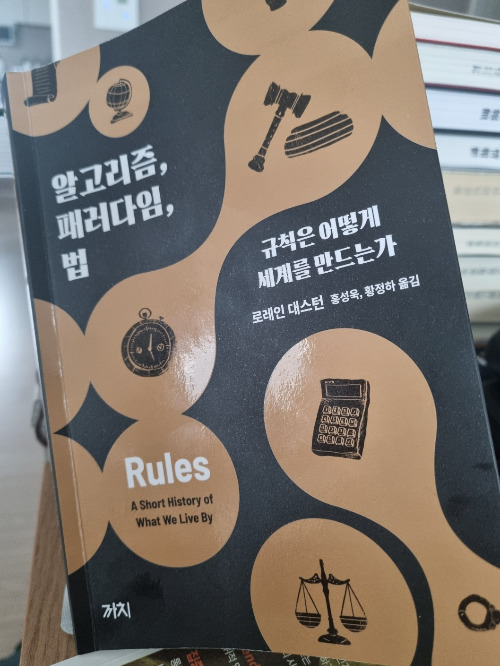 알고리즘,
패러다임,
법
규칙은 어떻게
세계를 만드는가
로레인 대스턴 홍성욱, 황정하 옮김
Rules
A Short History of
What We Live By
까치